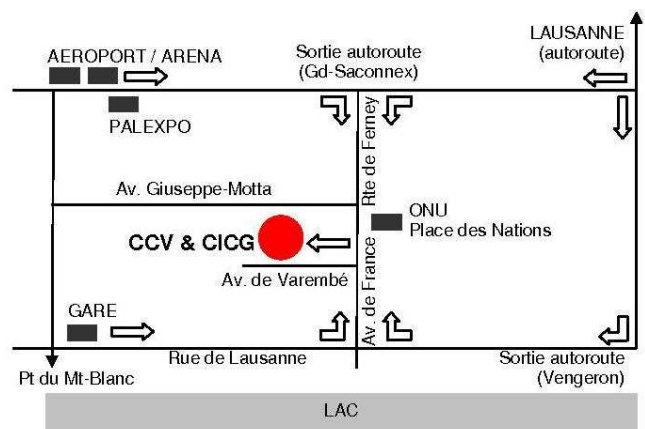 LAUSANNE
(autoroute)
AEROPORT / ARENA
Sortie autoroute
(Gd-Saconnex)
PALEXPO
Rte de Ferney
Av. Giuseppe-Motta
ONU
Place des Nations
CCV & CICG
Av. de Varembé
Av. de France
GARE
Rue de Lausanne
Sortie autoroute
(Vengeron)
Pt du Mt-Blanc
LAC